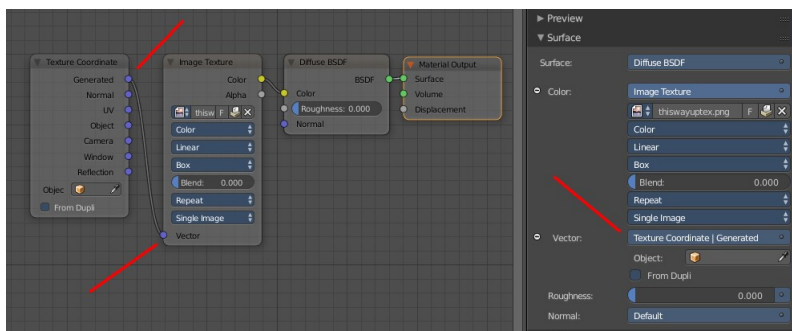 Texture Coordinate
Generated
Normal
UV
Object
Camera
Window
Reflection
Objec
From Dupli
Image Texture
Color
Alpha
thisw F
Color
Linear
Box
Blend: 0.000
Repeat
Single Image
Vector
Diffuse BSDF
BSDF
Color
Roughness: 0.000
Normal
Material Output
Surface
Volume
Displacement
Preview
Surface
Surface: Diffuse BSDF
Color: Image Texture
thiswayuptex.png F
Color
Linear
Box
Blend: 0.000
Repeat
Single Image
Vector: Texture Coordinate | Generated
Object:
From Dupli
Roughness: 0.000
Normal: Default